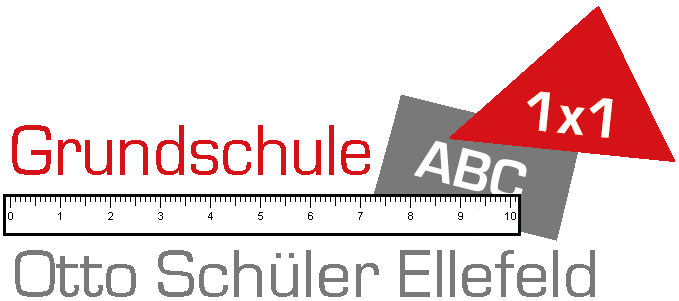 1x1
ABC
Grundschule
0 1 2 3 4 5 6 7 8 9 10
Otto Schüler Ellefeld